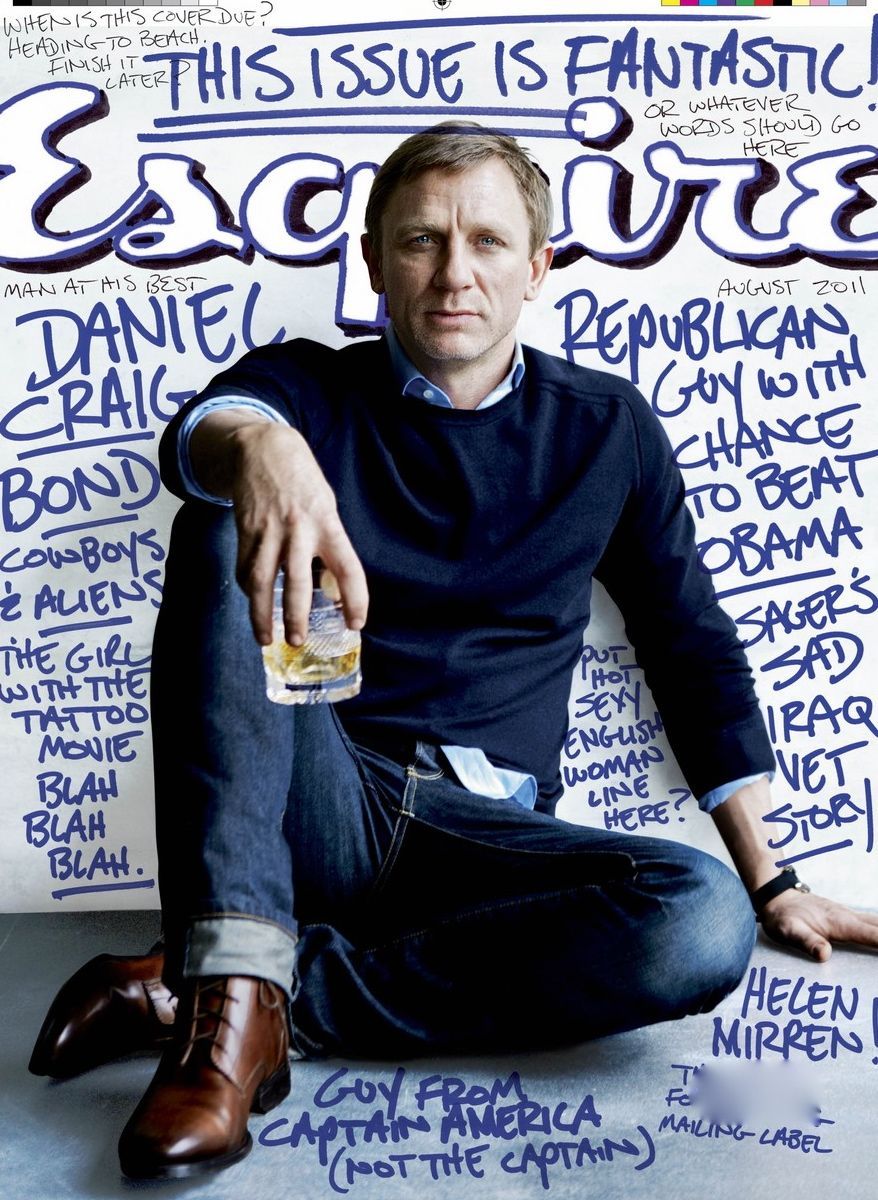 WHEN IS THIS COVER DUE?
HEADING TO BEACH.
FINISH IT
LATER?
THIS ISSUE IS FANTASTIC!
OR WHATEVER
WORDS SHOULD GO
HERE
Esquire
MAN AT HIS BEST
AUGUST 2011
DANIEL
CRAIG
BOND
COWBOYS
& ALIENS
THE GIRL
WITH THE
TATTOO
MOVIE
BLAH
BLAH
BLAH.
REPUBLICAN
GUY WITH
CHANCE
TO BEAT
OBAMA
SAGER'S
SAD
IRAQ
VET
STORY
PUT
HOT
SEXY
ENGLISH
WOMAN
LINE
HERE?
HELEN
MIRREN!
MAILING LABEL
GUY FROM
CAPTAIN AMERICA
(NOT THE CAPTAIN)